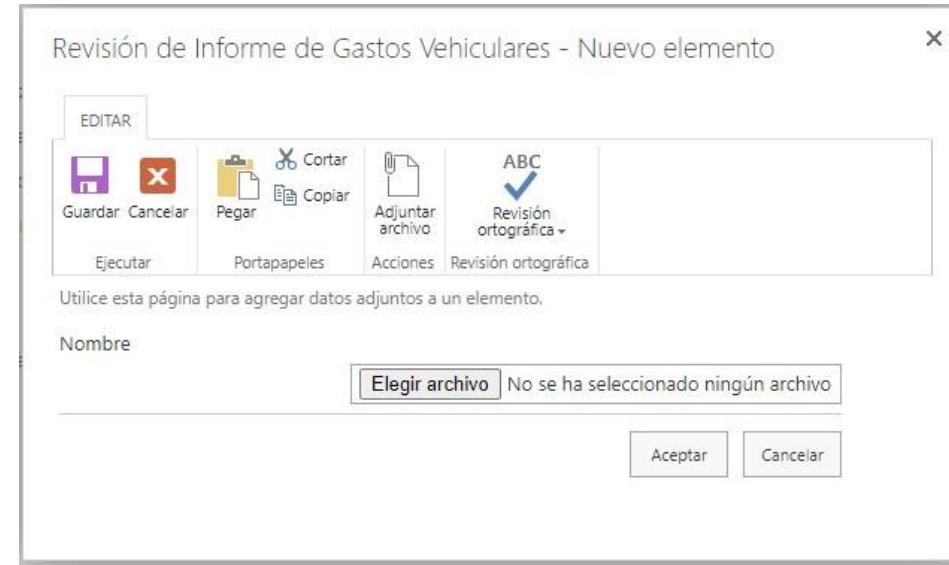 Revisión de Informe de Gastos Vehiculares - Nuevo elemento
EDITAR
Guardar
Cancelar
Pegar
Cortar
Copiar
Adjuntar
archivo
ABC
Revisión
ortográfica
Ejecutar
Portapapeles
Acciones
Revisión ortográfica
Utilice esta página para agregar datos adjuntos a un elemento.
Nombre
Elegir archivo No se ha seleccionado ningún archivo
Aceptar
Cancelar